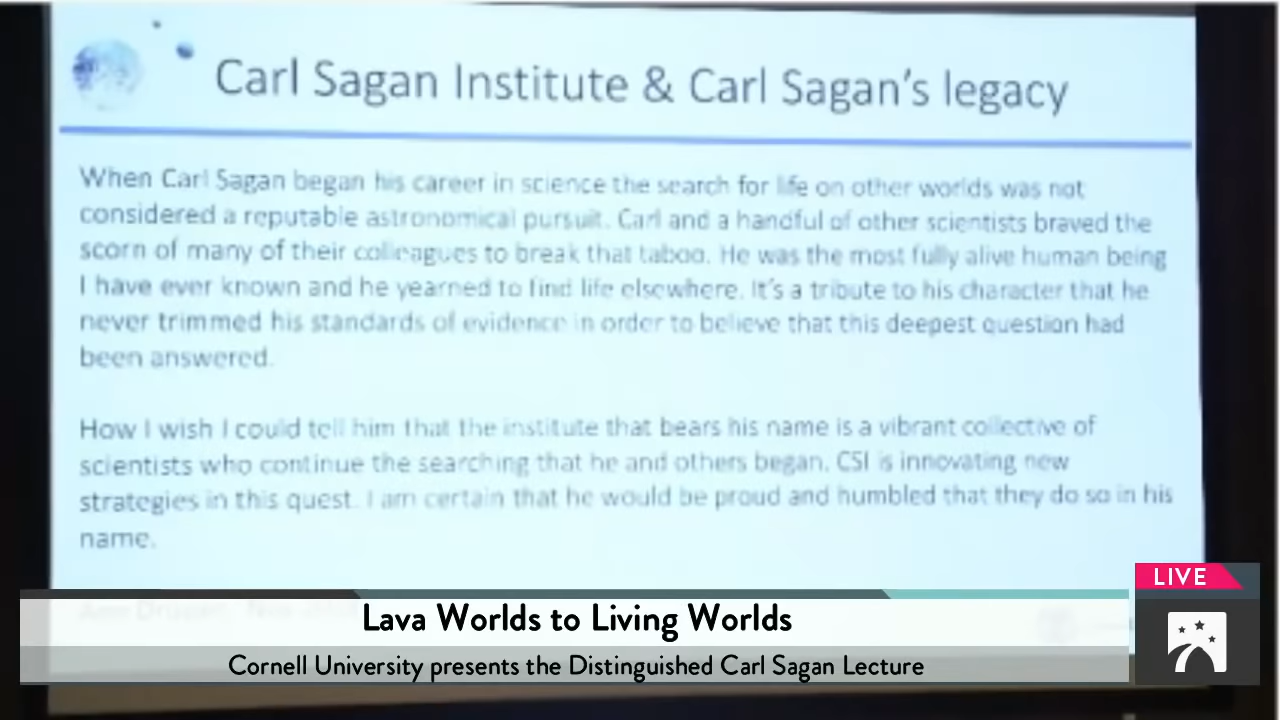 Carl Sagan Institute & Carl Sagan's legacy
When Carl Sagan began his career in science the search for life on other worlds was not
considered a reputable astronomical pursuit. Carl and a handful of other scientists braved the
scorn of many of their colleagues to break that taboo. He was the most fully alive human being
I have ever known and he yearned to find life elsewhere. It's a tribute to his character that he
never trimmed his standards of evidence in order to believe that this deepest question had
been answered.
How I wish I could tell him that the institute that bears his name is a vibrant collective of
scientists who continue the searching that he and others began. CSI is innovating new
strategies in this quest. I am certain that he would be proud and humbled that they do so in his
name.
LIVE
Lava Worlds to Living Worlds
Cornell University presents the Distinguished Carl Sagan Lecture